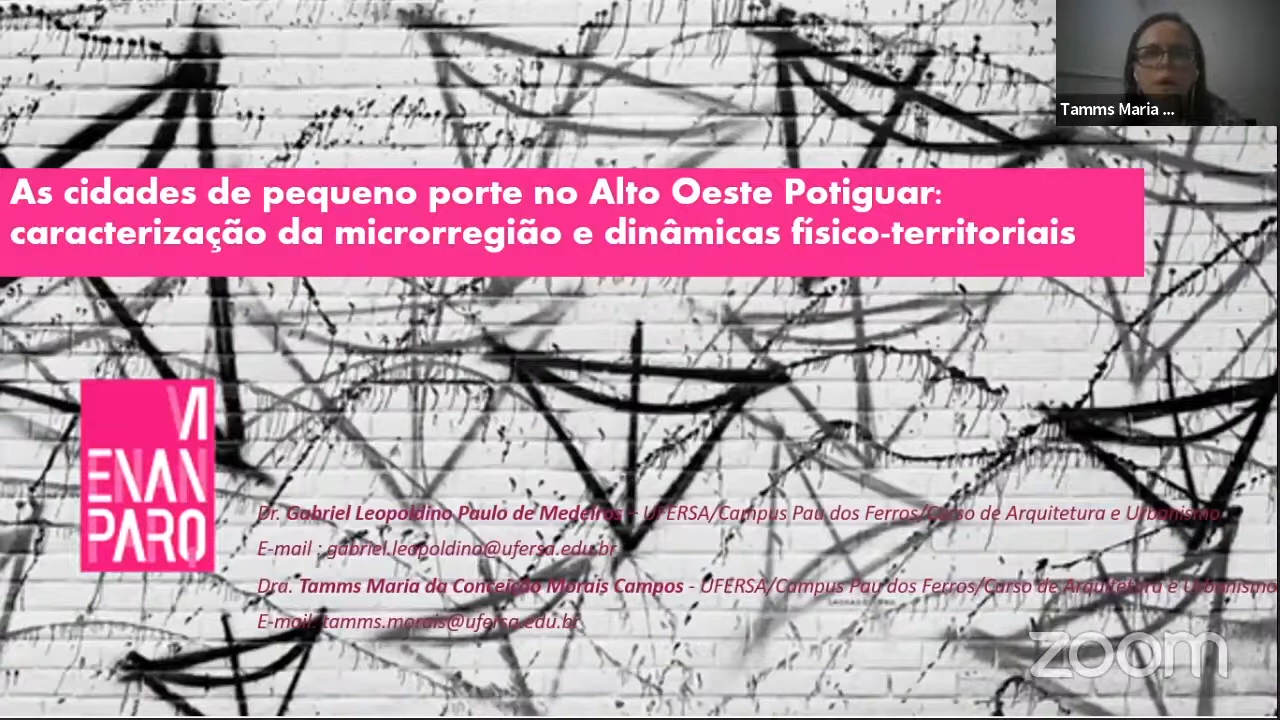 Tamms Maria ...
As cidades de pequeno porte no Alto Oeste Potiguar:
caracterização da microrregião e dinâmicas físico-territoriais
VI
ENAN
PARQ
Dr. Gabriel Leopoldino Paulo de Medeiros - UFERSA/Campus Pau dos Ferros/Curso de Arquitetura e Urbanismo
E-mail : gabriel.leopoldino@ufersa.edu.br
Dra. Tamms Maria da Conceição Morais Campos - UFERSA/Campus Pau dos Ferros/Curso de Arquitetura e Urbanismo
E-mail: tamms.morais@ufersa.edu.br
zoom